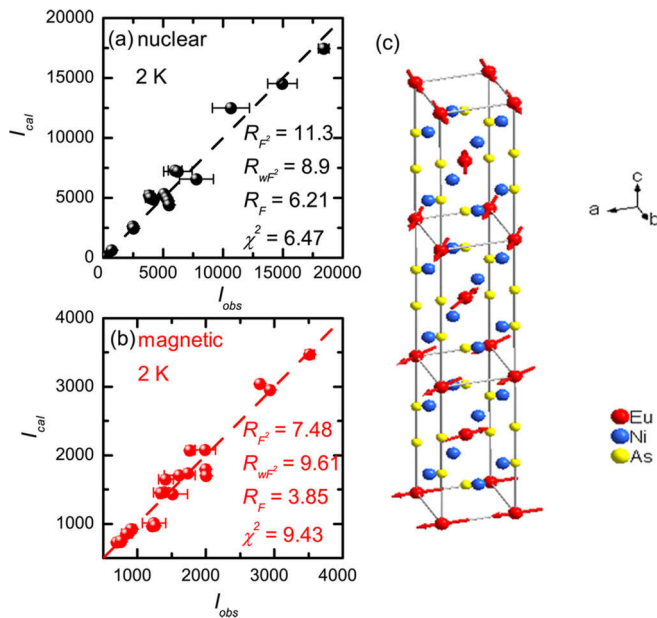 (a) nuclear
2 K
I_cal
20000
15000
10000
5000
0
R_F² = 11.3
R_wF² = 8.9
R_F = 6.21
χ² = 6.47
0 5000 10000 15000 20000
I_obs
(b) magnetic
2 K
I_cal
4000
3000
2000
1000
R_F² = 7.48
R_wF² = 9.61
R_F = 3.85
χ² = 9.43
1000 2000 3000 4000
I_obs
(c)
c
a
b
Eu
Ni
As